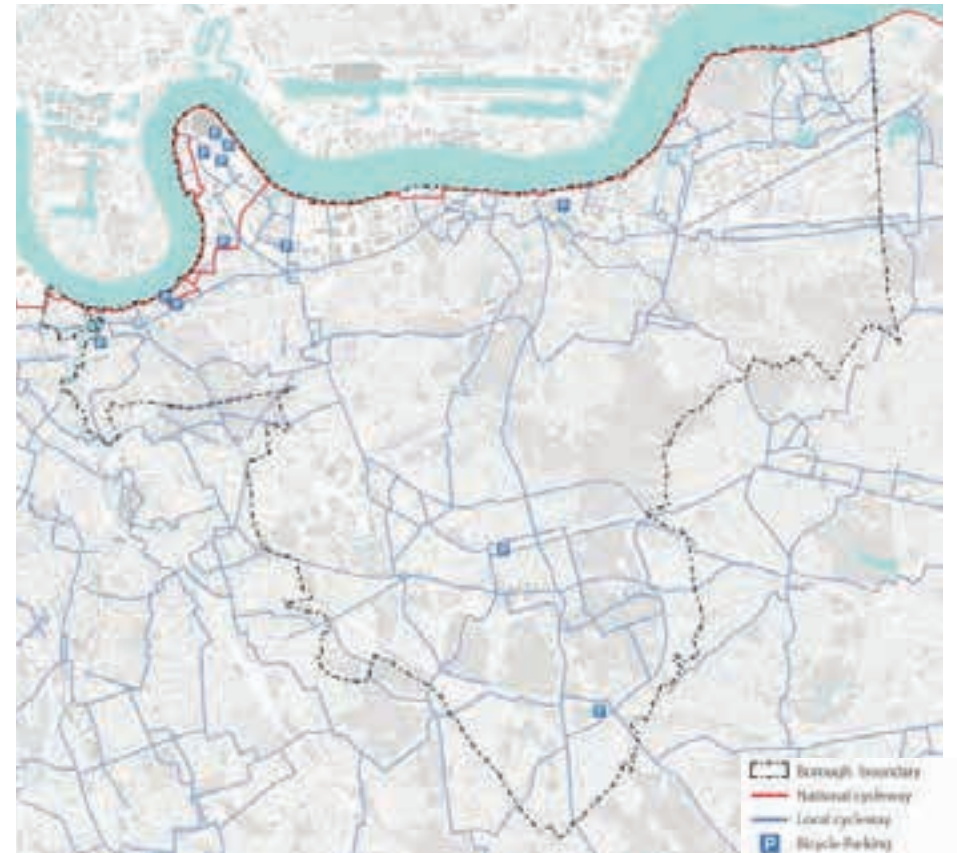 Borough boundary
National cycleway
Local cycleway
P Bicycle Parking